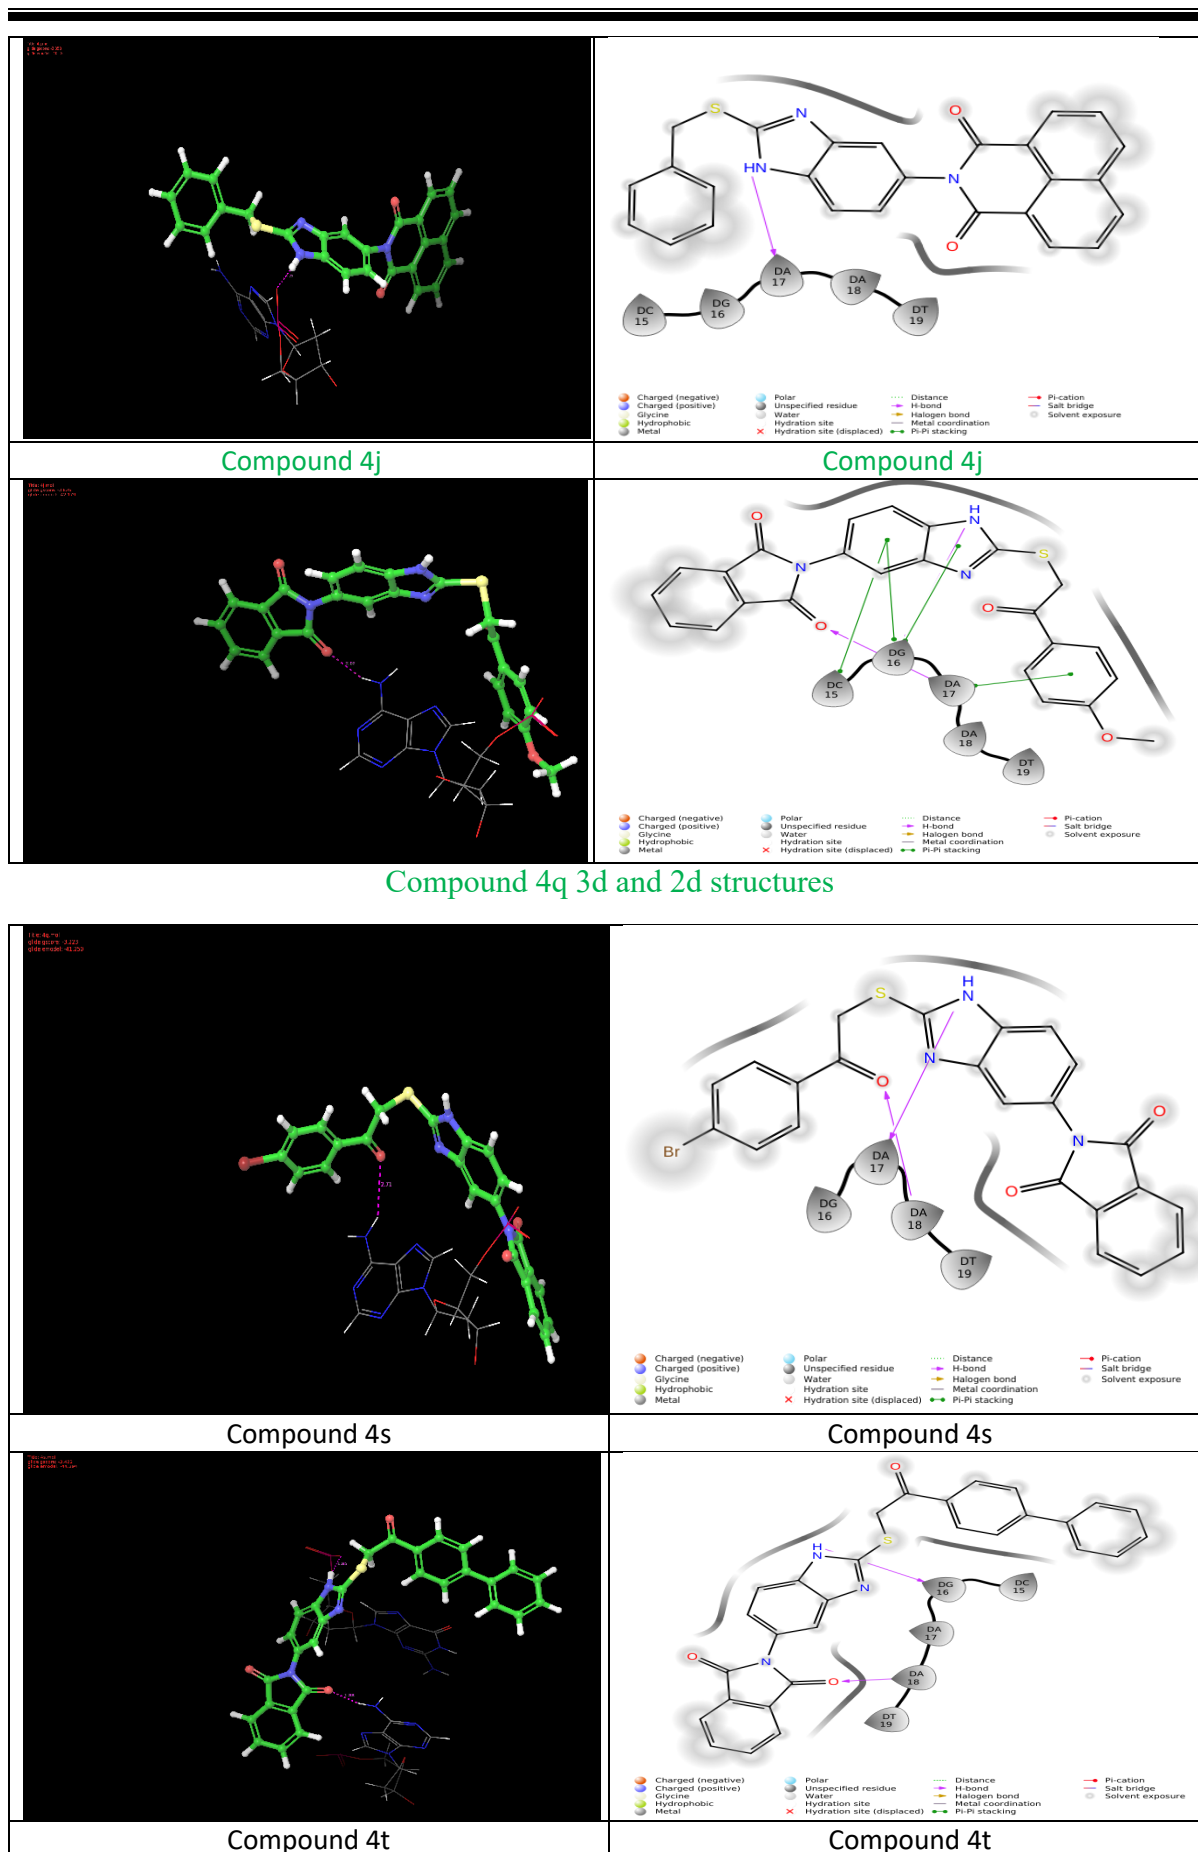 S
N
HN
N
O
O
DC
15
DG
16
DA
17
DA
18
DT
19
Charged (negative)
Charged (positive)
Glycine
Hydrophobic
Metal
Polar
Unspecified residue
Water
Hydration site
Hydration site (displaced)
Distance
H-bond
Halogen bond
Metal coordination
Pi-Pi stacking
Pi-cation
Salt bridge
Solvent exposure
Compound 4j
Compound 4j
O
N
O
H
N
N
S
O
O
DC
15
DG
16
DA
17
DA
18
DT
19
Charged (negative)
Charged (positive)
Glycine
Hydrophobic
Metal
Polar
Unspecified residue
Water
Hydration site
Hydration site (displaced)
Distance
H-bond
Halogen bond
Metal coordination
Pi-Pi stacking
Pi-cation
Salt bridge
Solvent exposure
Compound 4q 3d and 2d structures
2.71
S
H
N
N
O
Br
N
O
O
DG
16
DA
17
DA
18
DT
19
Charged (negative)
Charged (positive)
Glycine
Hydrophobic
Metal
Polar
Unspecified residue
Water
Hydration site
Hydration site (displaced)
Distance
H-bond
Halogen bond
Metal coordination
Pi-Pi stacking
Pi-cation
Salt bridge
Solvent exposure
Compound 4s
Compound 4s
O
S
H
N
N
N
O
O
DG
16
DC
15
DA
17
DA
18
DT
19
Charged (negative)
Charged (positive)
Glycine
Hydrophobic
Metal
Polar
Unspecified residue
Water
Hydration site
Hydration site (displaced)
Distance
H-bond
Halogen bond
Metal coordination
Pi-Pi stacking
Pi-cation
Salt bridge
Solvent exposure
Compound 4t
Compound 4t